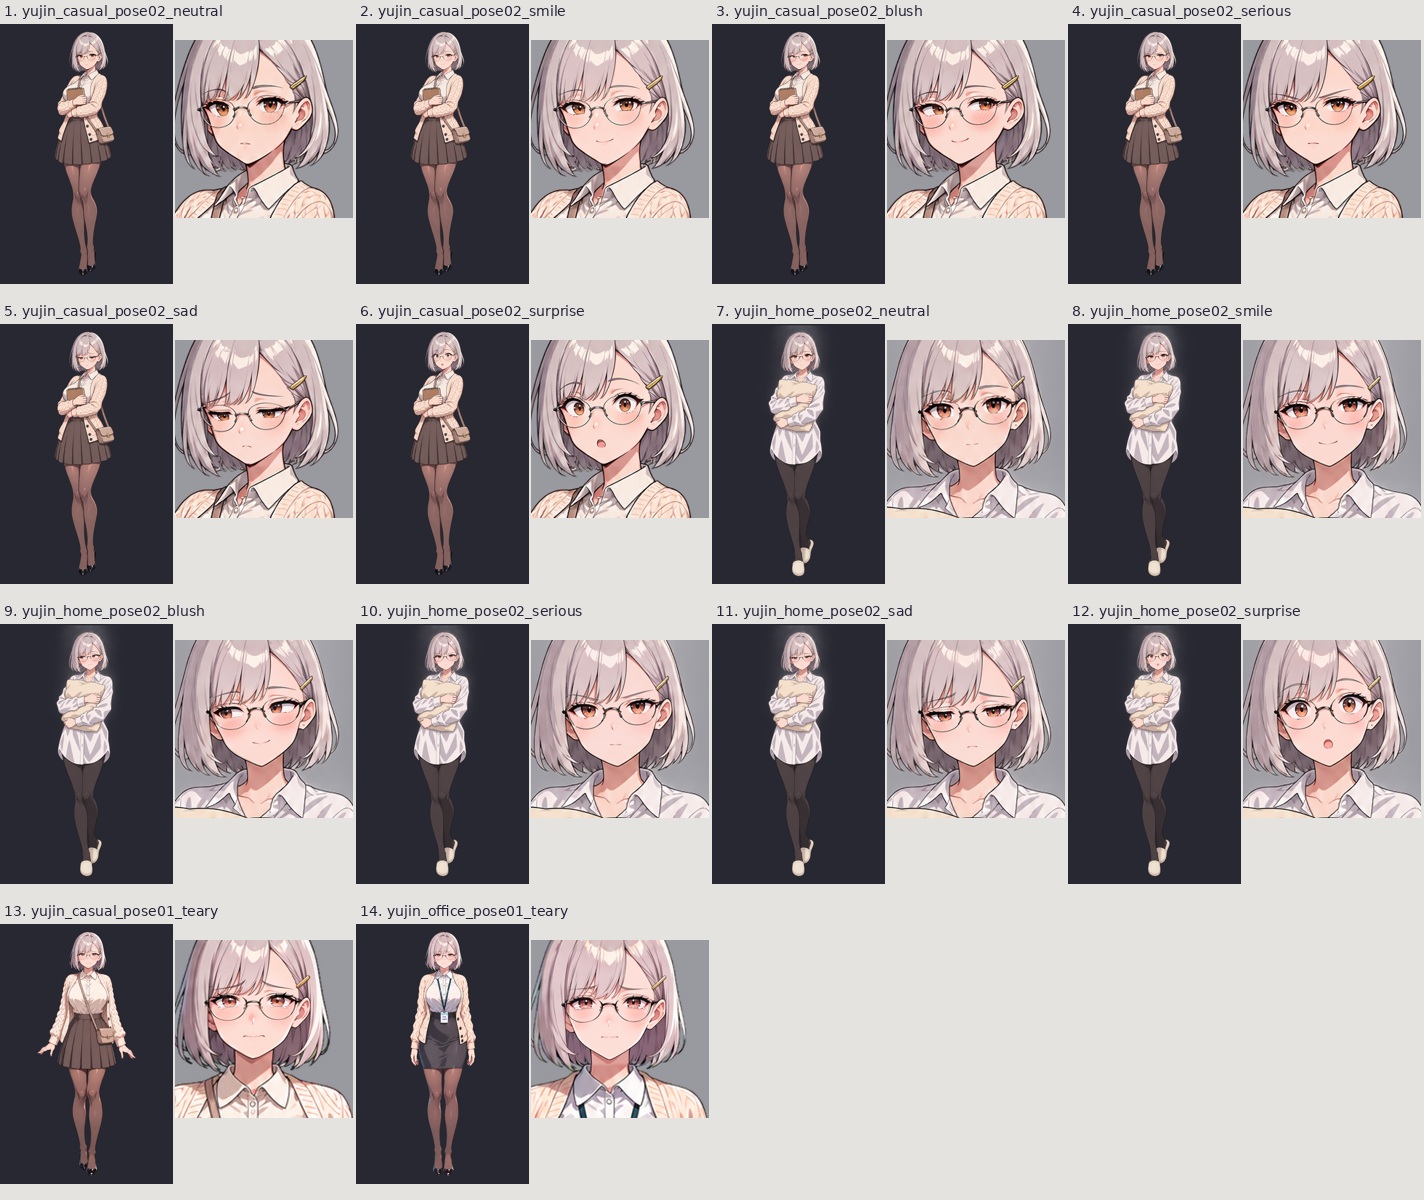 1. yujin_casual_pose02_neutral
2. yujin_casual_pose02_smile
3. yujin_casual_pose02_blush
4. yujin_casual_pose02_serious
5. yujin_casual_pose02_sad
6. yujin_casual_pose02_surprise
7. yujin_home_pose02_neutral
8. yujin_home_pose02_smile
9. yujin_home_pose02_blush
10. yujin_home_pose02_serious
11. yujin_home_pose02_sad
12. yujin_home_pose02_surprise
13. yujin_casual_pose01_teary
14. yujin_office_pose01_teary